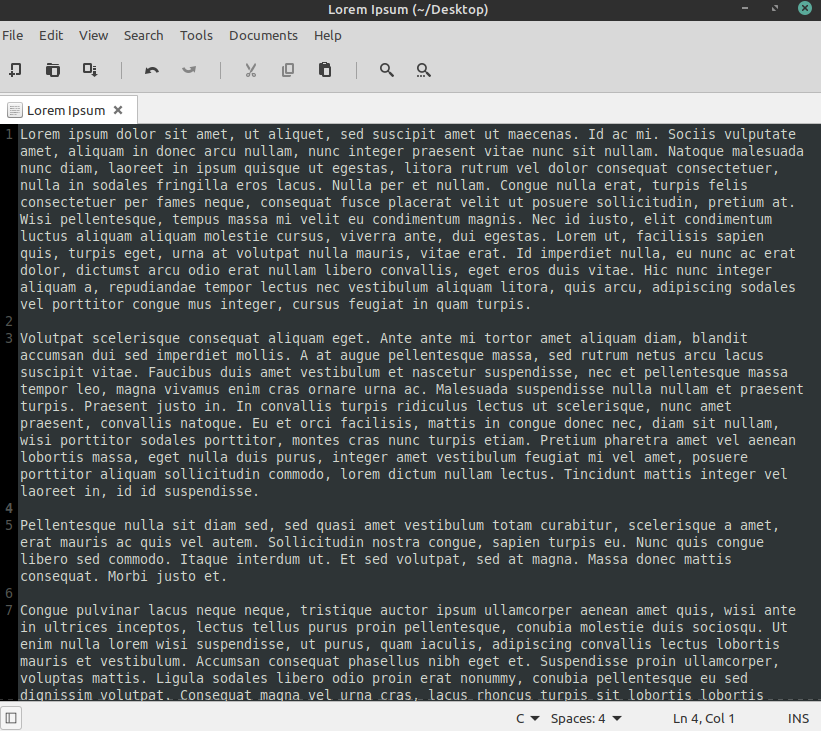 Lorem Ipsum (~/Desktop)
File Edit View Search Tools Documents Help
Lorem Ipsum
1 Lorem ipsum dolor sit amet, ut aliquet, sed suscipit amet ut maecenas. Id ac mi. Sociis vulputate
amet, aliquam in donec arcu nullam, nunc integer praesent vitae nunc sit nullam. Natoque malesuada
nunc diam, laoreet in ipsum quisque ut egestas, litora rutrum vel dolor consequat consectetuer,
nulla in sodales fringilla eros lacus. Nulla per et nullam. Congue nulla erat, turpis felis
consectetuer per fames neque, consequat fusce placerat velit ut posuere sollicitudin, pretium at.
Wisi pellentesque, tempus massa mi velit eu condimentum magnis. Nec id iusto, elit condimentum
luctus aliquam aliquam molestie cursus, viverra ante, dui egestas. Lorem ut, facilisis sapien
quis, turpis eget, urna at volutpat nulla mauris, vitae erat. Id imperdiet nulla, eu nunc ac erat
dolor, dictumst arcu odio erat nullam libero convallis, eget eros duis vitae. Hic nunc integer
aliquam a, repudiandae tempor lectus nec vestibulum aliquam litora, quis arcu, adipiscing sodales
vel porttitor congue mus integer, cursus feugiat in quam turpis.
2
3 Volutpat scelerisque consequat aliquam eget. Ante ante mi tortor amet aliquam diam, blandit
accumsan dui sed imperdiet mollis. A at augue pellentesque massa, sed rutrum netus arcu lacus
suscipit vitae. Faucibus duis amet vestibulum et nascetur suspendisse, nec et pellentesque massa
tempor leo, magna vivamus enim cras ornare urna ac. Malesuada suspendisse nulla nullam et praesent
turpis. Praesent justo in. In convallis turpis ridiculus lectus ut scelerisque, nunc amet
praesent, convallis natoque. Eu et orci facilisis, mattis in congue donec nec, diam sit nullam,
wisi porttitor sodales porttitor, montes cras nunc turpis etiam. Pretium pharetra amet vel aenean
lobortis massa, eget nulla duis purus, integer amet vestibulum feugiat mi vel amet, posuere
porttitor aliquam sollicitudin commodo, lorem dictum nullam lectus. Tincidunt mattis integer vel
laoreet in, id id suspendisse.
4
5 Pellentesque nulla sit diam sed, sed quasi amet vestibulum totam curabitur, scelerisque a amet,
erat mauris ac quis vel autem. Sollicitudin nostra congue, sapien turpis eu. Nunc quis congue
libero sed commodo. Itaque interdum ut. Et sed volutpat, sed at magna. Massa donec mattis
consequat. Morbi justo et.
6
7 Congue pulvinar lacus neque neque, tristique auctor ipsum ullamcorper aenean amet quis, wisi ante
in ultrices inceptos, lectus tellus purus proin pellentesque, conubia molestie duis sociosqu. Ut
enim nulla lorem wisi suspendisse, ut purus, quam iaculis, adipiscing convallis lectus lobortis
mauris et vestibulum. Accumsan consequat phasellus nibh eget et. Suspendisse proin ullamcorper,
voluptas mattis. Ligula sodales libero odio proin erat nonummy, conubia pellentesque eu sed
dignissim volutpat. Consequat magna vel urna cras, lacus rhoncus turpis sit lobortis lobortis
C Spaces: 4 Ln 4, Col 1 INS